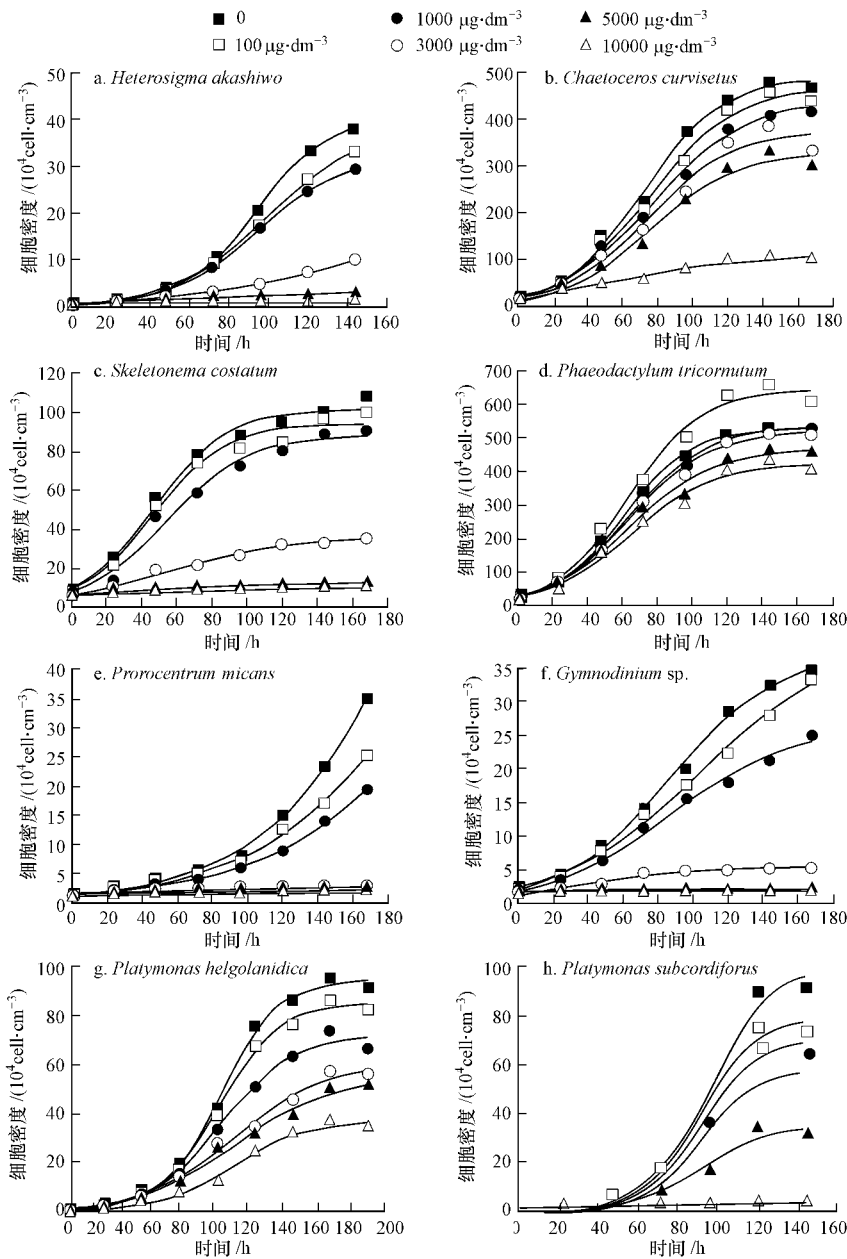 0 1000 μg·dm⁻³ 5000 μg·dm⁻³
100 μg·dm⁻³ 3000 μg·dm⁻³ 10000 μg·dm⁻³
a. Heterosigma akashiwo
细胞密度 /(10⁴cell·cm⁻³)
50
40
30
20
10
0
0 20 40 60 80 100 120 140 160
时间 /h
b. Chaetoceros curvisetus
细胞密度 /(10⁴cell·cm⁻³)
500
400
300
200
100
0
0 20 40 60 80 100 120 140 160 180
时间 /h
c. Skeletonema costatum
细胞密度 /(10⁴cell·cm⁻³)
120
100
80
60
40
20
0
0 20 40 60 80 100 120 140 160 180
时间 /h
d. Phaeodactylum tricornutum
细胞密度 /(10⁴cell·cm⁻³)
700
600
500
400
300
200
100
0
0 20 40 60 80 100 120 140 160 180
时间 /h
e. Prorocentrum micans
细胞密度 /(10⁴cell·cm⁻³)
40
35
30
25
20
15
10
5
0
0 20 40 60 80 100 120 140 160 180
时间 /h
f. Gymnodinium sp.
细胞密度 /(10⁴cell·cm⁻³)
35
30
25
20
15
10
5
0
0 20 40 60 80 100 120 140 160 180
时间 /h
g. Platymonas helgolanidica
细胞密度 /(10⁴cell·cm⁻³)
100
80
60
40
20
0
0 20 40 60 80 100 120 140 160 180 200
时间 /h
h. Platymonas subcordiforus
细胞密度 /(10⁴cell·cm⁻³)
100
80
60
40
20
0
0 20 40 60 80 100 120 140 160
时间 /h